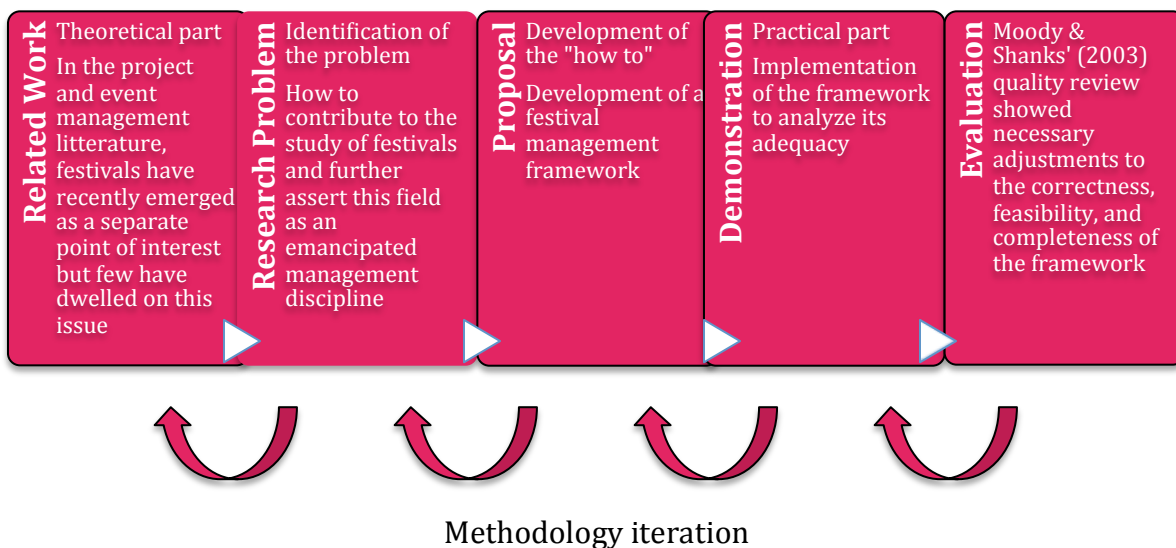 Related Work
Theoretical part
In the project
and event
management
litterature,
festivals have
recently emerged
as a separate
point of interest
but few have
dwelled on this
issue
Research Problem
Identification of
the problem
How to
contribute to the
study of festivals
and further
assert this field
as an
emancipated
management
discipline
Proposal
Development of
the "how to"
Development of a
festival
management
framework
Demonstration
Practical part
Implementation
of the framework
to analyze its
adequacy
Evaluation
Moody &
Shanks' (2003)
quality review
showed
necessary
adjustments to
the correctness,
feasibility, and
completeness of
the framework
Methodology iteration